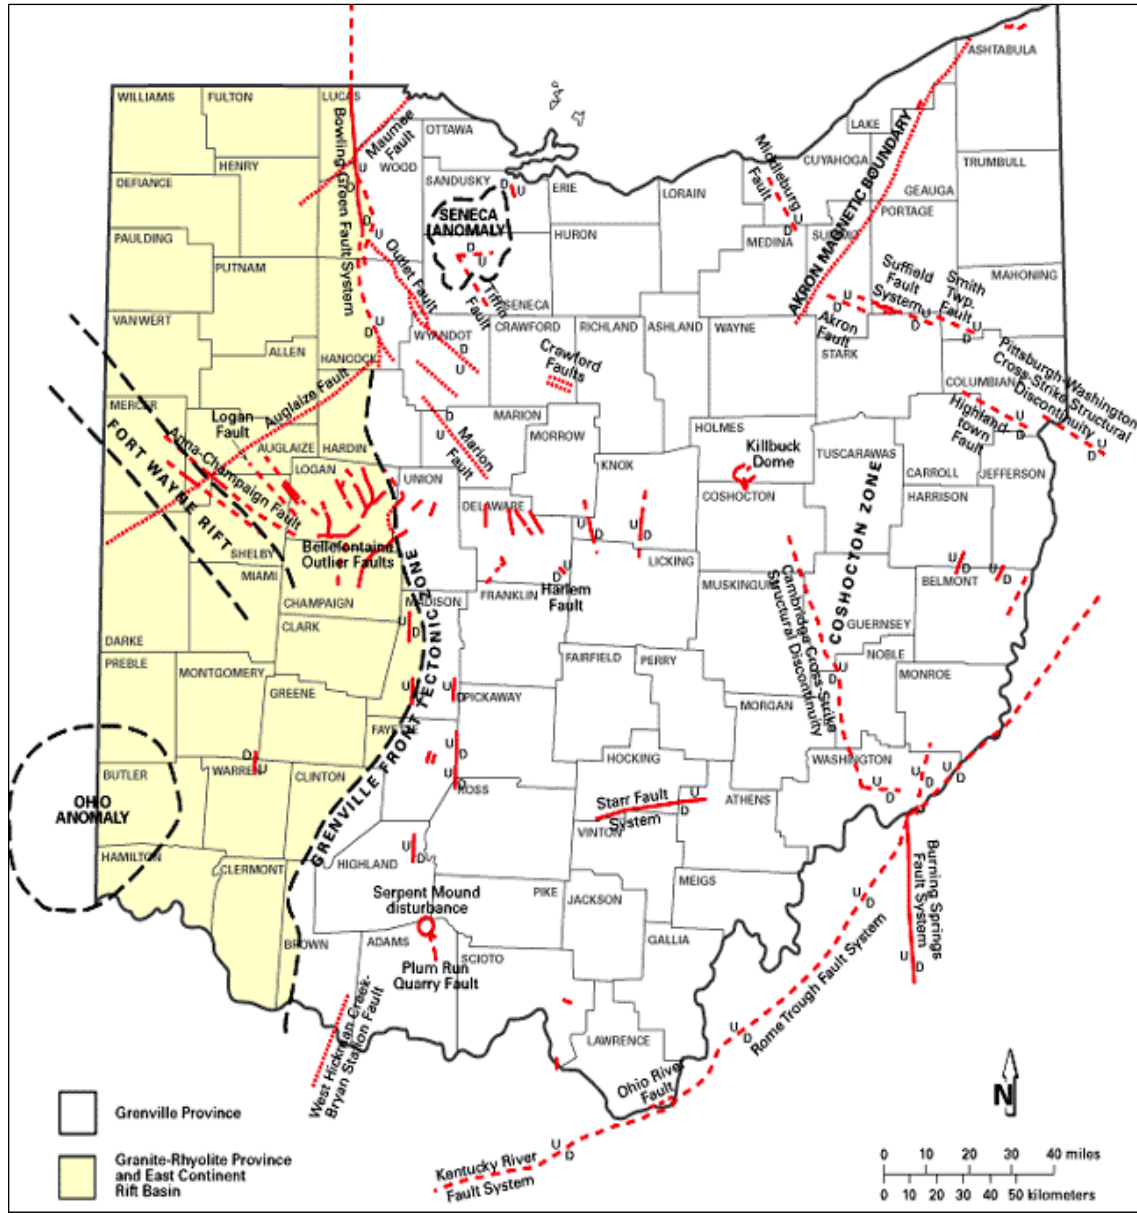 ASHTABULA
WILLIAMS
FULTON
LUCAS
OTTAWA
LAKE
Maumee
Fault
WOOD
CUYAHOGA
TRUMBULL
HENRY
SANDUSKY
ERIE
LORAIN
GEAUGA
DEFIANCE
Middleburg
Fault
AKRON MAGNETIC BOUNDARY
Bowling Green Fault System
SENECA
ANOMALY
HURON
MEDINA
SUMMIT
PORTAGE
PAULDING
PUTNAM
Outlet Fault
Tiffin
Fault
SENECA
Suffield
Fault
System
Smith
Twp.
Fault
MAHONING
Akron
Fault
VANWERT
ALLEN
HANCOCK
WYANDOT
CRAWFORD
RICHLAND
ASHLAND
WAYNE
STARK
Crawford
Faults
COLUMBIANA
Pittsburgh-Washington
Cross-Strike Structural
Discontinuity
Highland-
town
Fault
MERCER
Auglaize Fault
Logan
Fault
AUGLAIZE
HARDIN
MARION
Marion
Fault
MORROW
HOLMES
Killbuck
Dome
TUSCARAWAS
CARROLL
JEFFERSON
FORT WAYNE RIFT
Anna-Champaign Fault
LOGAN
UNION
DELAWARE
KNOX
COSHOCTON
HARRISON
Bellefontaine
Outlier Faults
SHELBY
MIAMI
CHAMPAIGN
MADISON
FRANKLIN
Harlem
Fault
LICKING
MUSKINGUM
COSHOCTON ZONE
BELMONT
GUERNSEY
DARKE
CLARK
Cambridge Cross-Strike
Structural Discontinuity
NOBLE
MONROE
PREBLE
MONTGOMERY
GREENE
FAIRFIELD
PERRY
PICKAWAY
MORGAN
FAYETTE
GRENVILLE FRONT TECTONIC ZONE
HOCKING
WASHINGTON
BUTLER
WARREN
CLINTON
ROSS
ATHENS
OHIO
ANOMALY
Starr Fault
System
VINTON
HAMILTON
CLERMONT
HIGHLAND
MEIGS
Serpent Mound
disturbance
PIKE
JACKSON
Burning Springs
Fault System
BROWN
ADAMS
SCIOTO
GALLIA
Plum Run
Quarry Fault
Rome Trough Fault System
West Hickman Creek-
Bryan Station Fault
LAWRENCE
Ohio River
Fault
Kentucky River
Fault System
N
Grenville Province
Granite-Rhyolite Province
and East Continent
Rift Basin
0 10 20 30 40 miles
0 10 20 30 40 50 kilometers